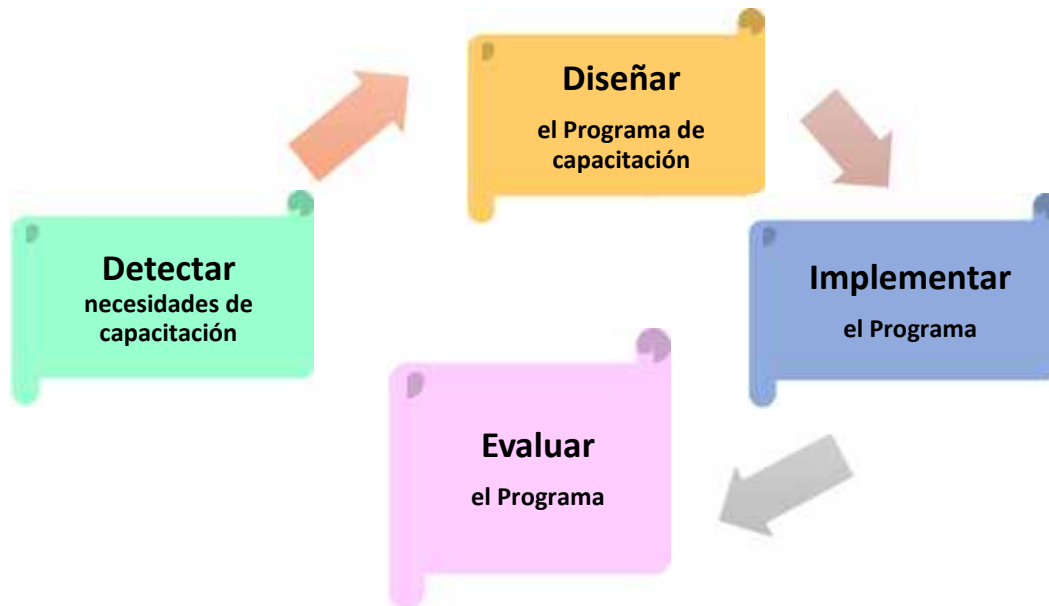 Detectar
necesidades de
capacitación
Diseñar
el Programa de
capacitación
Implementar
el Programa
Evaluar
el Programa